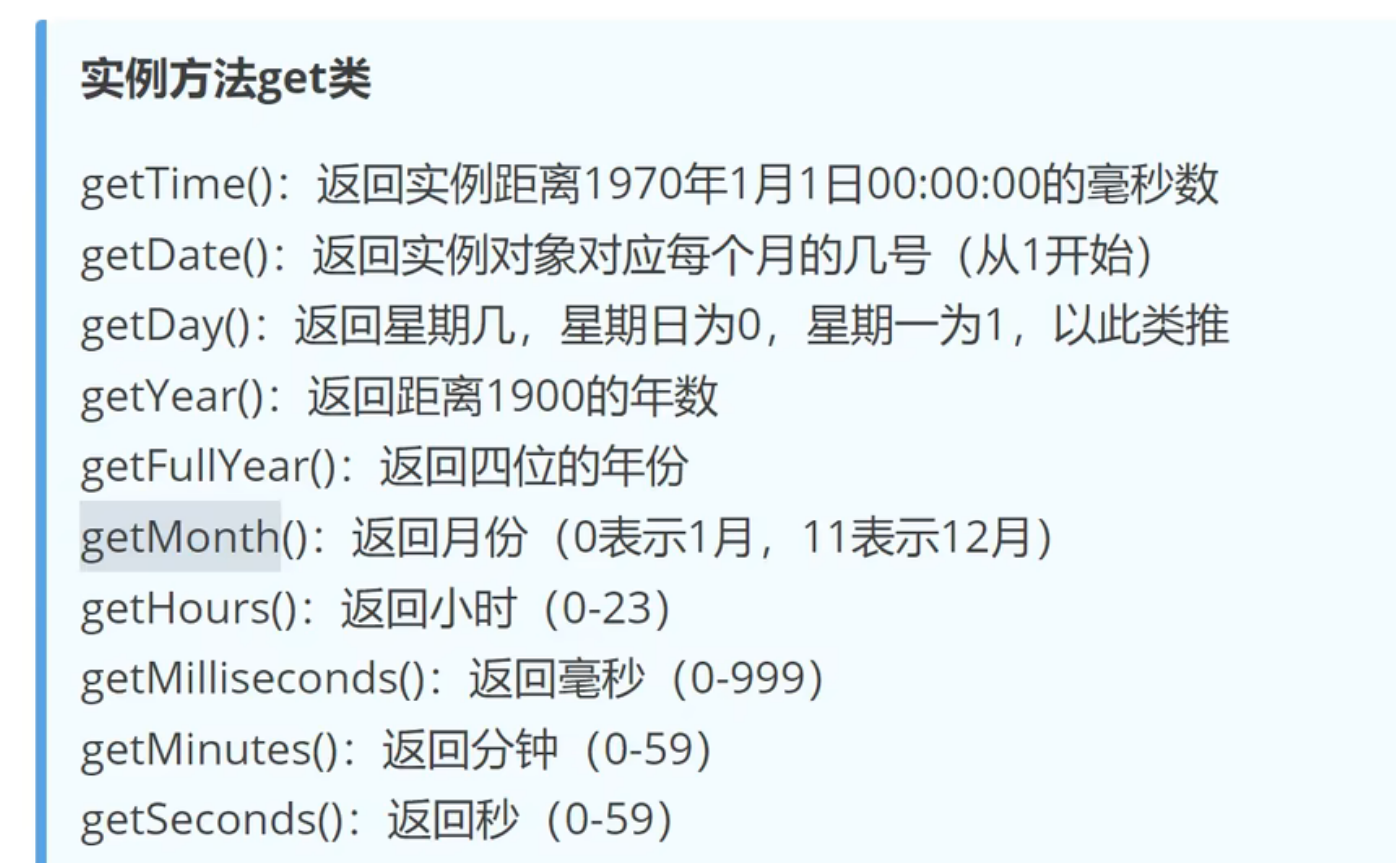 实例方法get类
getTime()：返回实例距离1970年1月1日00:00:00的毫秒数
getDate()：返回实例对象对应每个月的几号（从1开始）
getDay()：返回星期几，星期日为0，星期一为1，以此类推
getYear()：返回距离1900的年数
getFullYear()：返回四位的年份
getMonth()：返回月份（0表示1月，11表示12月）
getHours()：返回小时（0-23）
getMilliseconds()：返回毫秒（0-999）
getMinutes()：返回分钟（0-59）
getSeconds()：返回秒（0-59）